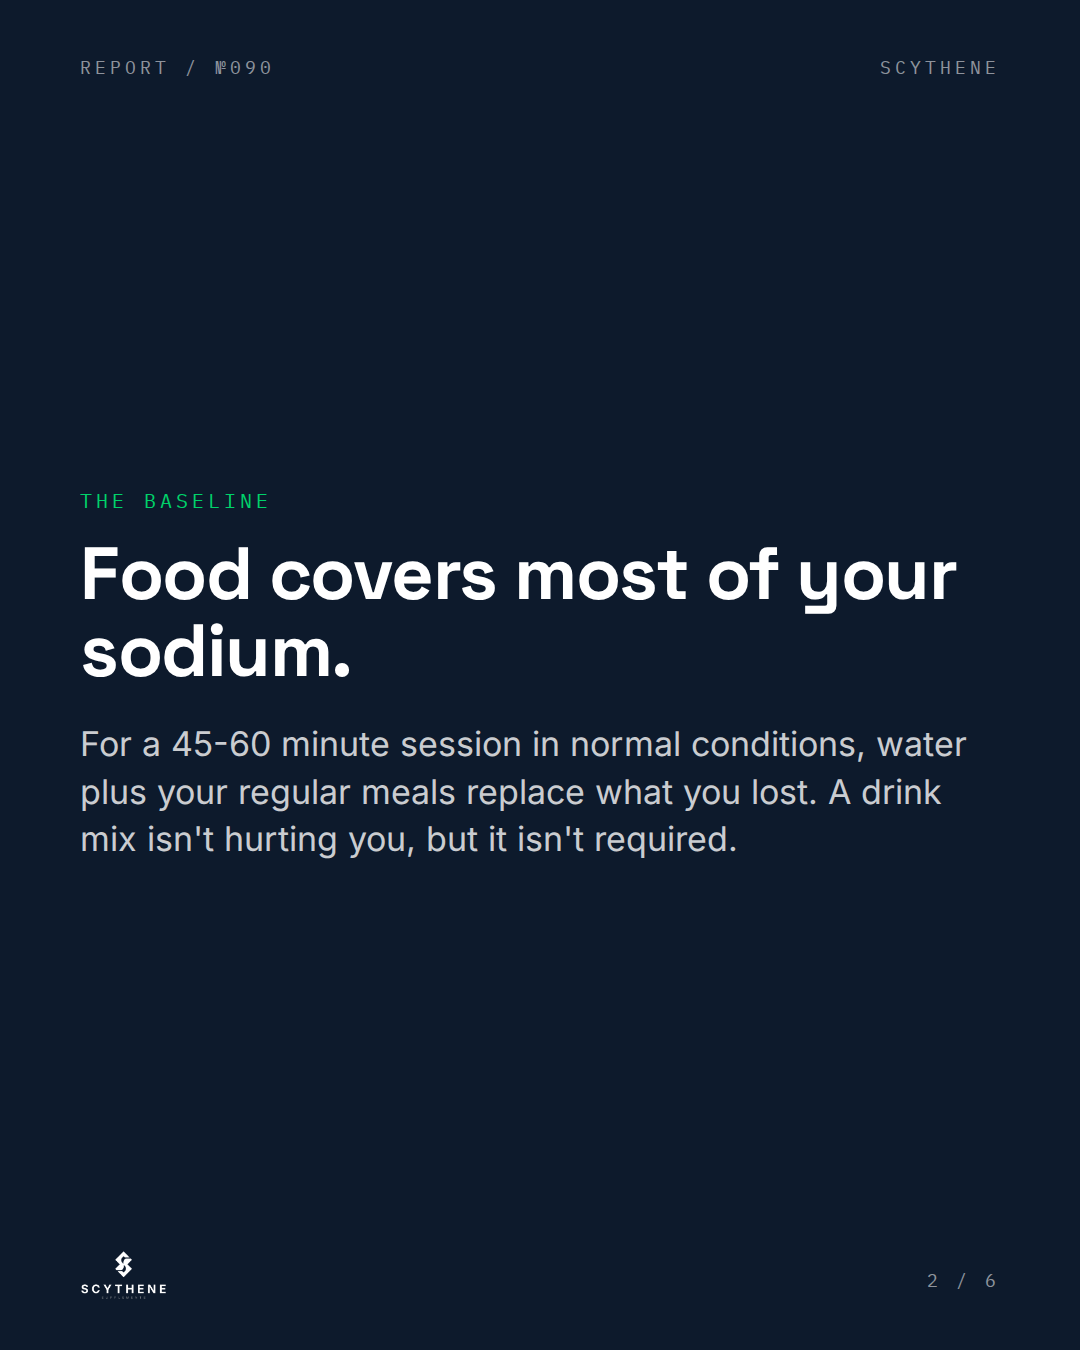 REPORT / №090
SCYTHENE
THE BASELINE
Food covers most of your
sodium.
For a 45-60 minute session in normal conditions, water
plus your regular meals replace what you lost. A drink
mix isn't hurting you, but it isn't required.
SCYTHENE
2 / 6